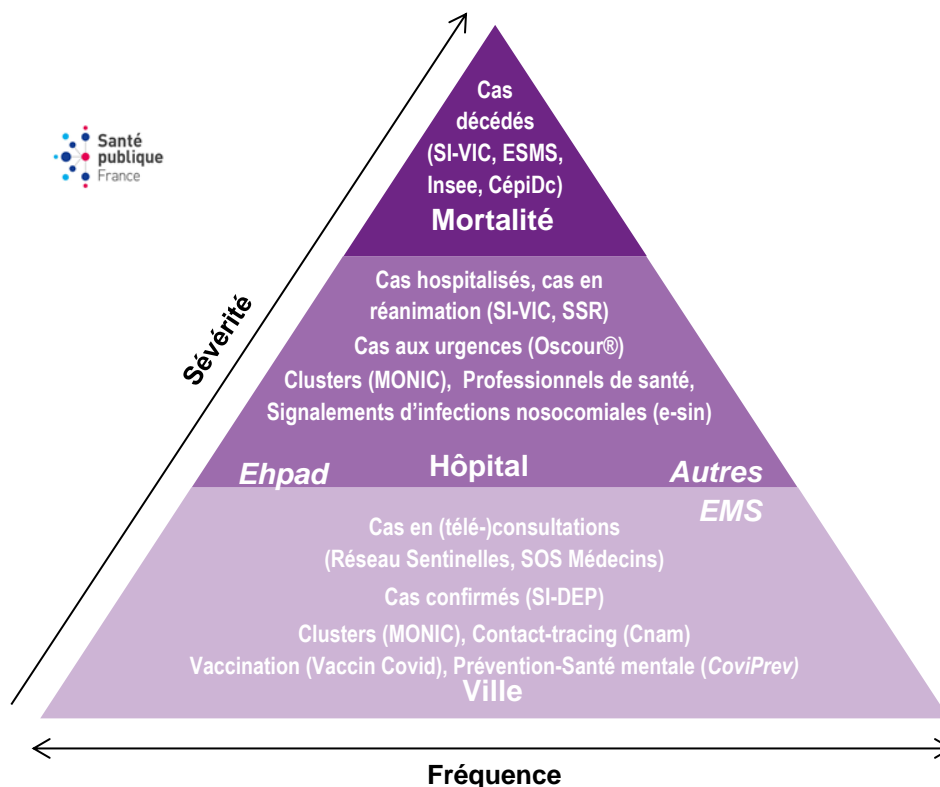 Santé
publique
France
Cas
décédés
(SI-VIC, ESMS,
Insee, CépiDc)
Mortalité
Sévérité
Cas hospitalisés, cas en
réanimation (SI-VIC, SSR)
Cas aux urgences (Oscour®)
Clusters (MONIC), Professionnels de santé,
Signalements d’infections nosocomiales (e-sin)
Ehpad Hôpital Autres
EMS
Cas en (télé-)consultations
(Réseau Sentinelles, SOS Médecins)
Cas confirmés (SI-DEP)
Clusters (MONIC), Contact-tracing (Cnam)
Vaccination (Vaccin Covid), Prévention-Santé mentale (CoviPrev)
Ville
Fréquence